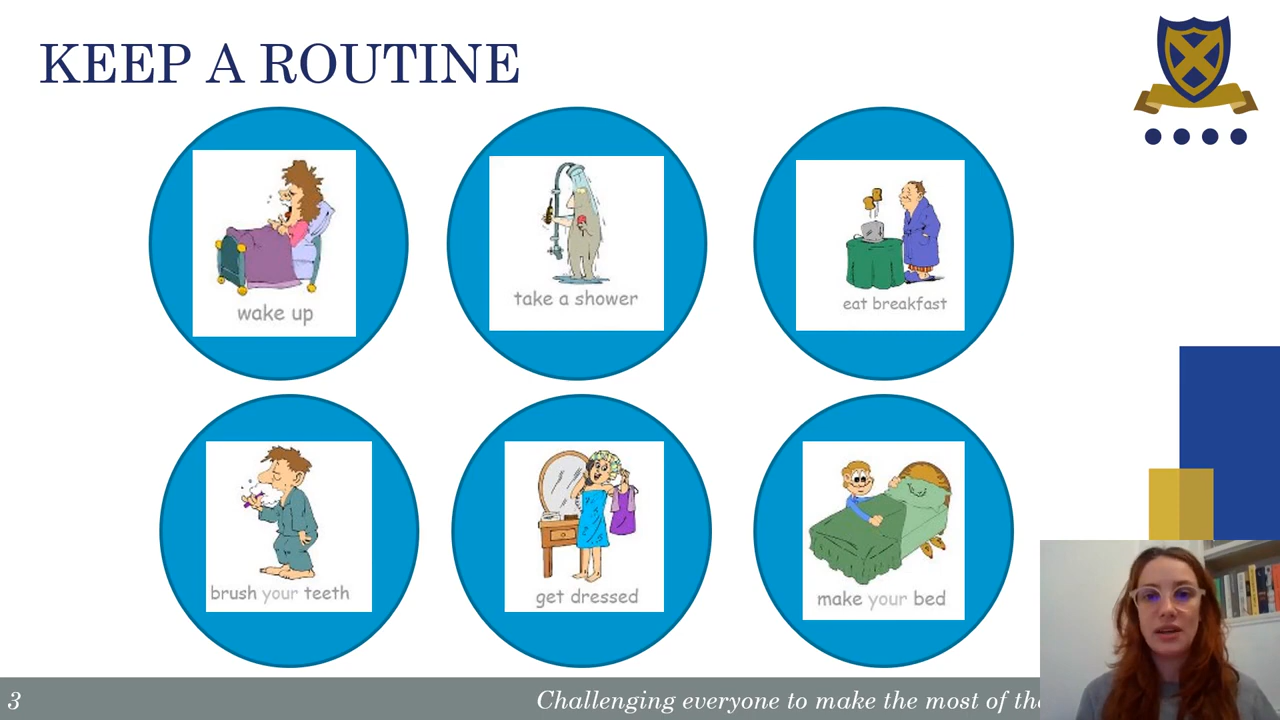 KEEP A ROUTINE
wake up
take a shower
eat breakfast
brush your teeth
get dressed
make your bed
3
Challenging everyone to make the most of